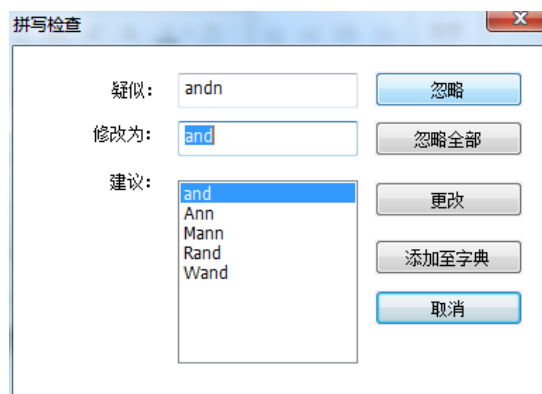 拼写检查
疑似： andn 忽略
修改为： and 忽略全部
建议：
and
Ann
Mann
Rand
Wand
更改
添加至字典
取消